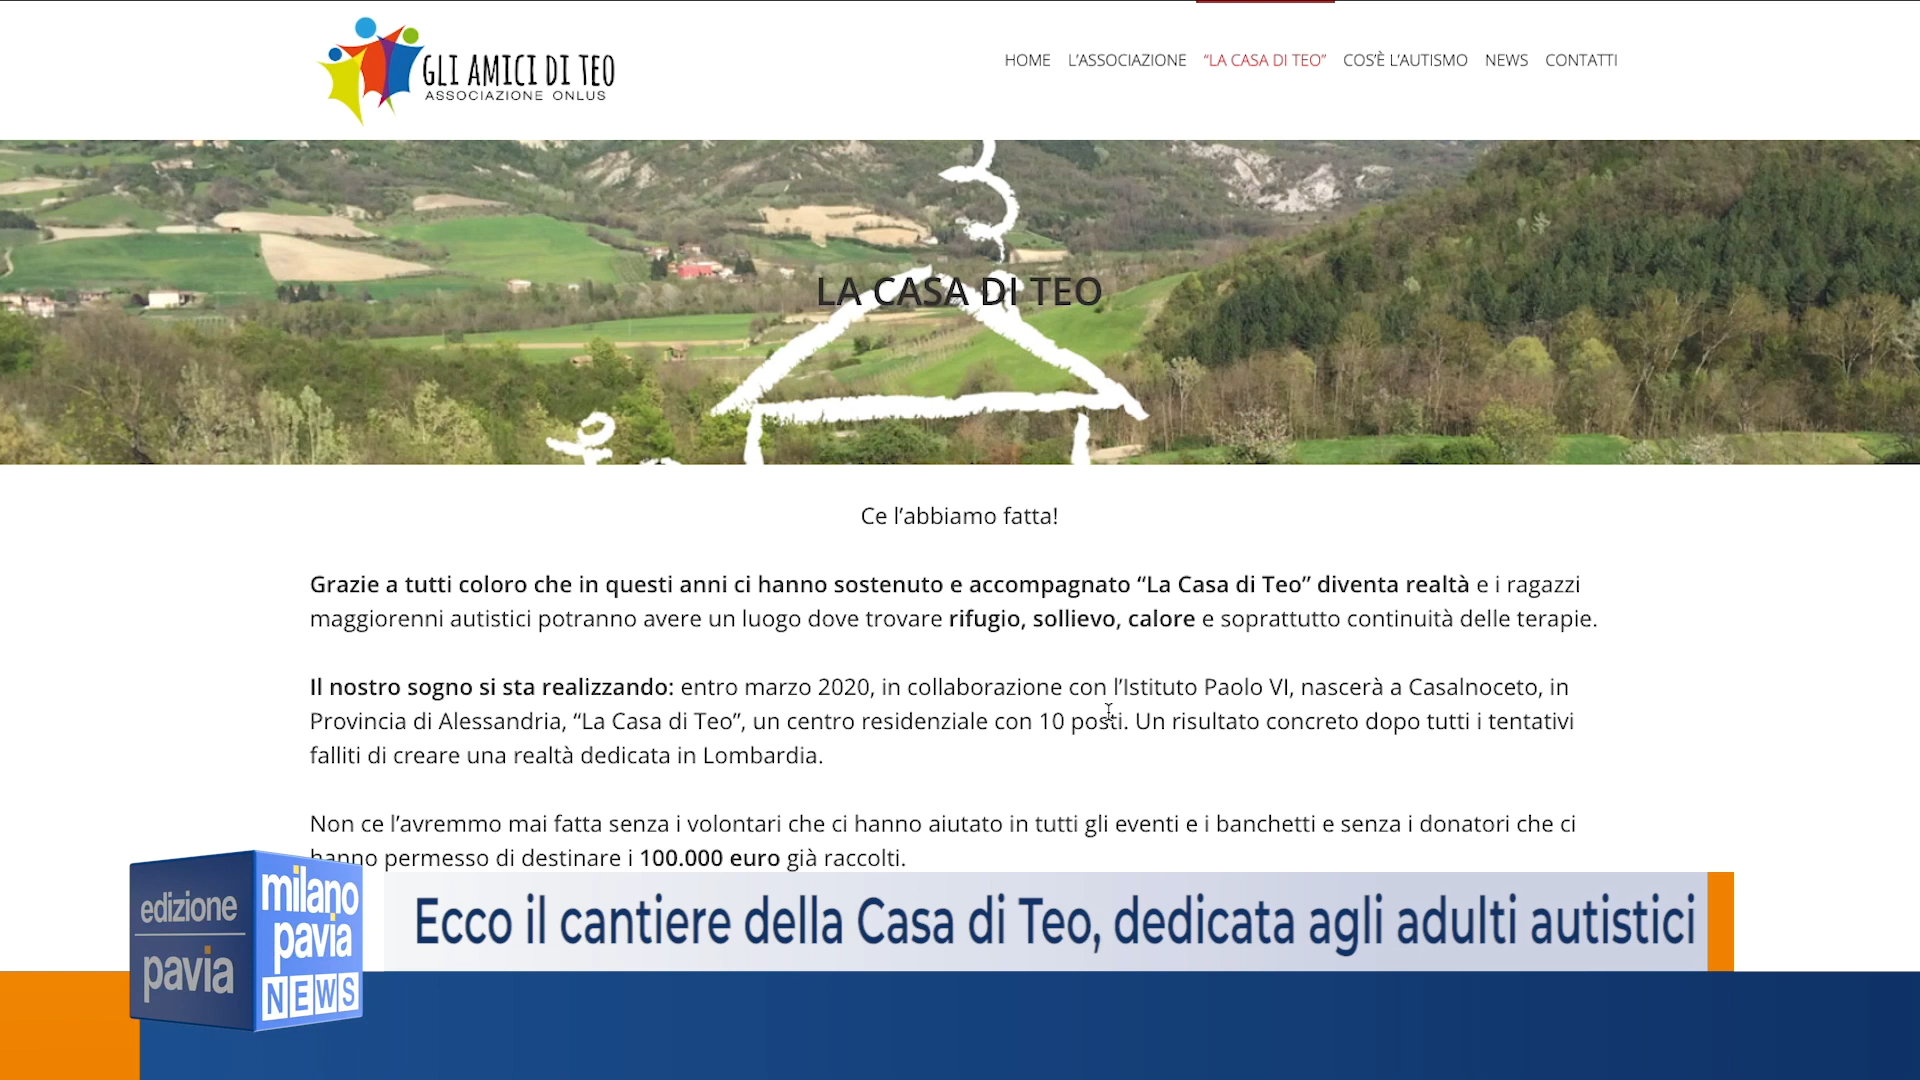 GLI AMICI DI TEO
ASSOCIAZIONE ONLUS
HOME L’ASSOCIAZIONE “LA CASA DI TEO” COS’È L’AUTISMO NEWS CONTATTI
LA CASA DI TEO
Ce l’abbiamo fatta!
Grazie a tutti coloro che in questi anni ci hanno sostenuto e accompagnato “La Casa di Teo” diventa realtà e i ragazzi
maggiorenni autistici potranno avere un luogo dove trovare rifugio, sollievo, calore e soprattutto continuità delle terapie.
Il nostro sogno si sta realizzando: entro marzo 2020, in collaborazione con l’Istituto Paolo VI, nascerà a Casalnoceto, in
Provincia di Alessandria, “La Casa di Teo”, un centro residenziale con 10 posti. Un risultato concreto dopo tutti i tentativi
falliti di creare una realtà dedicata in Lombardia.
Non ce l’avremmo mai fatta senza i volontari che ci hanno aiutato in tutti gli eventi e i banchetti e senza i donatori che ci
hanno permesso di destinare i 100.000 euro già raccolti.
Ecco il cantiere della Casa di Teo, dedicata agli adulti autistici
edizione
pavia
milano
pavia
NEWS